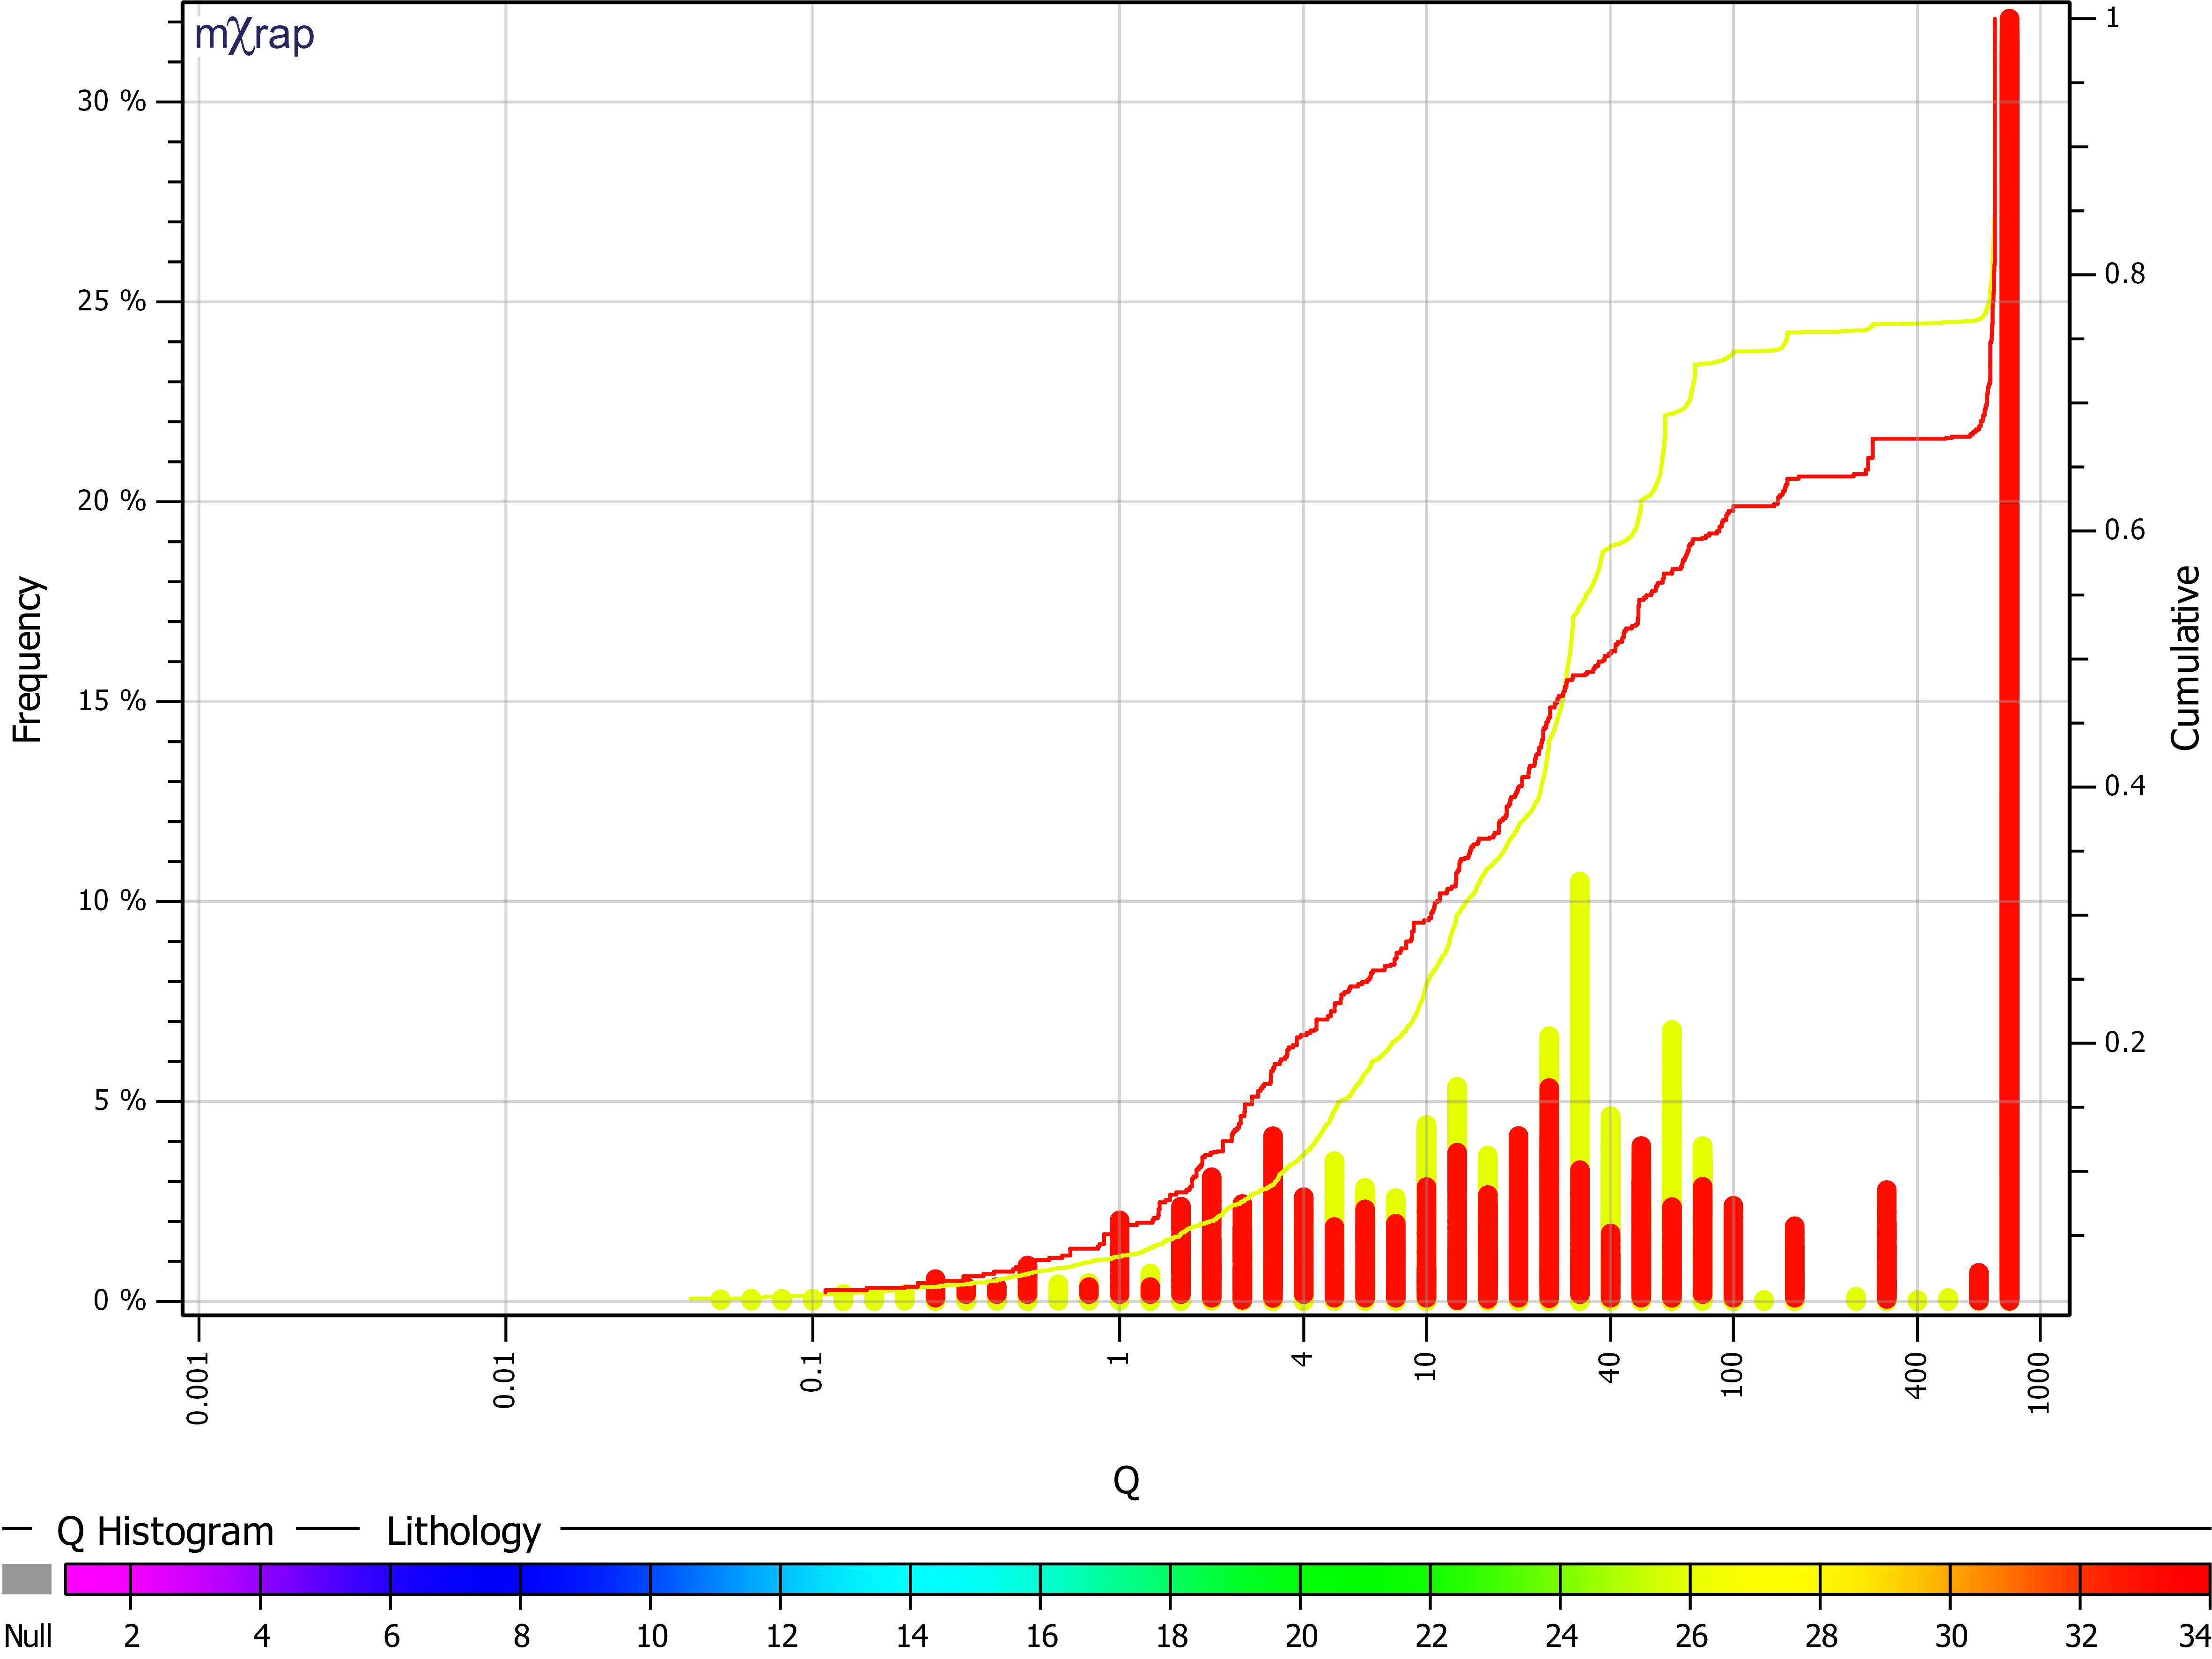 mχrap
1
30 %
0.8
25 %
20 %
0.6
Frequency
Cumulative
15 %
0.4
10 %
0.2
5 %
0 %
0.001 0.01 0.1 1 4 10 40 100 400 1000
Q
Q Histogram Lithology
Null 2 4 6 8 10 12 14 16 18 20 22 24 26 28 30 32 34